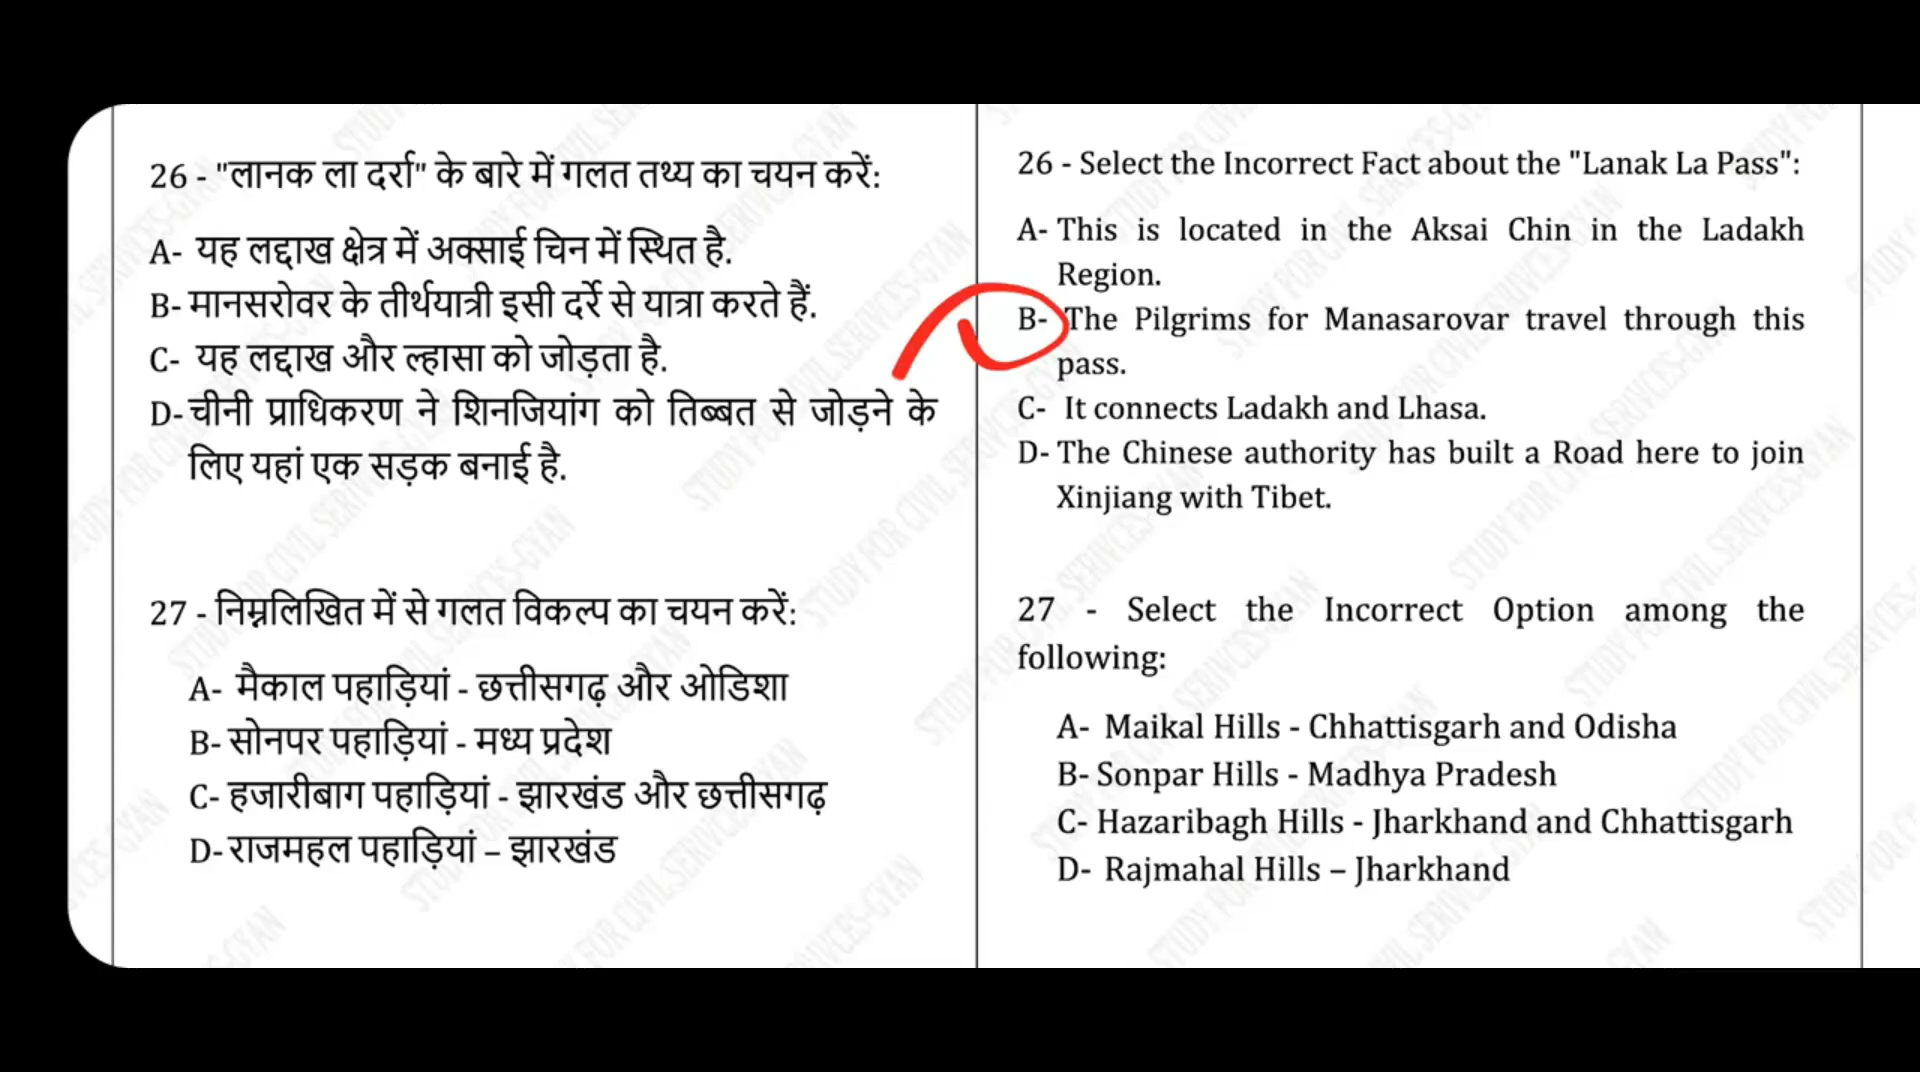 26 - "लानक ला दर्रा" के बारे में गलत तथ्य का चयन करें:
A- यह लद्दाख क्षेत्र में अक्साई चिन में स्थित है.
B- मानसरोवर के तीर्थयात्री इसी दर्रे से यात्रा करते हैं.
C- यह लद्दाख और ल्हासा को जोड़ता है.
D- चीनी प्राधिकरण ने शिनजियांग को तिब्बत से जोड़ने के
लिए यहां एक सड़क बनाई है.
27 - निम्नलिखित में से गलत विकल्प का चयन करें:
A- मैकाल पहाड़ियां - छत्तीसगढ़ और ओडिशा
B- सोनपर पहाड़ियां - मध्य प्रदेश
C- हजारीबाग पहाड़ियां - झारखंड और छत्तीसगढ़
D- राजमहल पहाड़ियां – झारखंड
26 - Select the Incorrect Fact about the "Lanak La Pass":
A- This is located in the Aksai Chin in the Ladakh
Region.
B- The Pilgrims for Manasarovar travel through this
pass.
C- It connects Ladakh and Lhasa.
D- The Chinese authority has built a Road here to join
Xinjiang with Tibet.
27 - Select the Incorrect Option among the
following:
A- Maikal Hills - Chhattisgarh and Odisha
B- Sonpar Hills - Madhya Pradesh
C- Hazaribagh Hills - Jharkhand and Chhattisgarh
D- Rajmahal Hills – Jharkhand
STUDY FOR CIVIL SERIVCES-GYAN